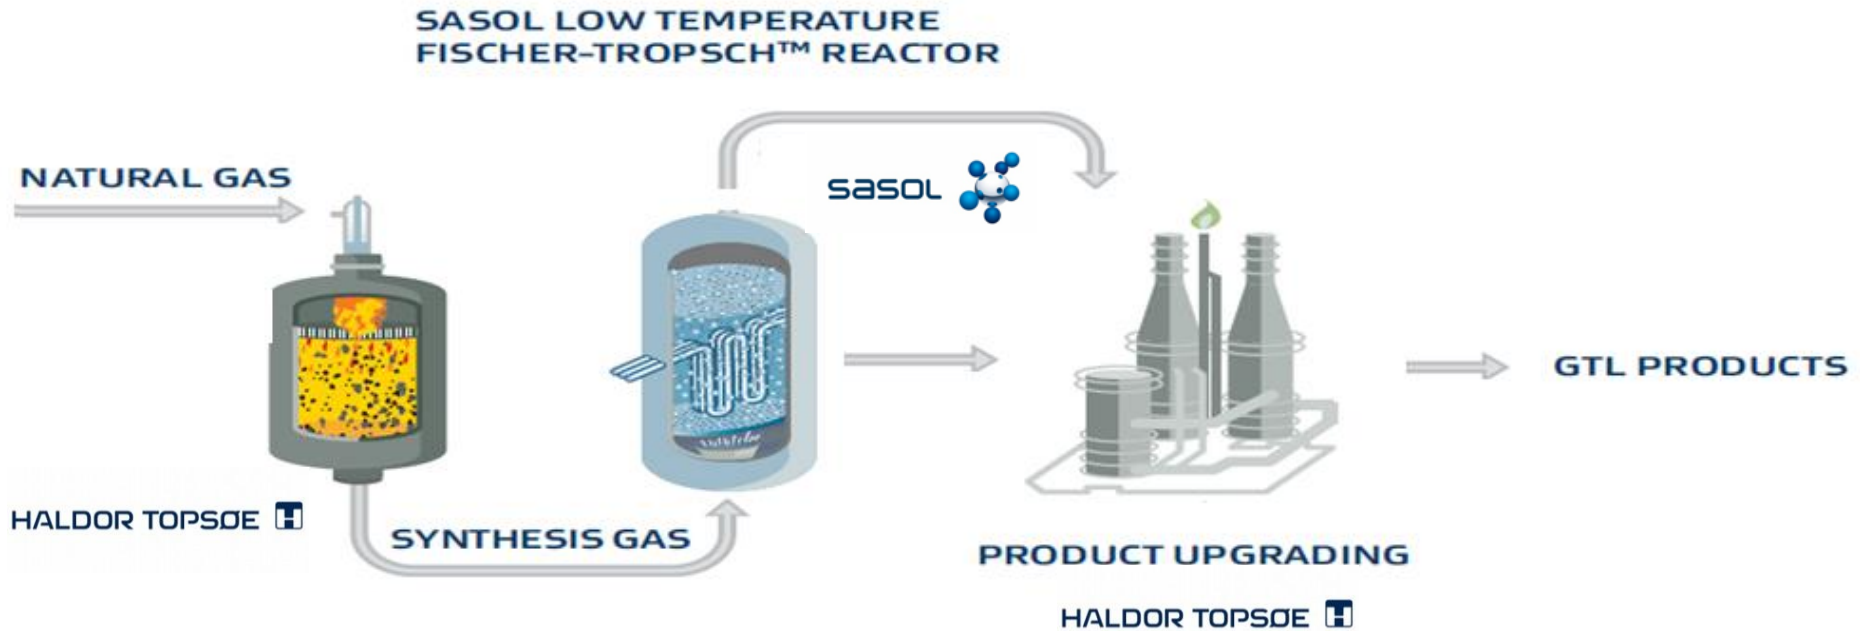 SASOL LOW TEMPERATURE
FISCHER-TROPSCH™ REACTOR
NATURAL GAS
sasol
GTL PRODUCTS
HALDOR TOPSØE H
SYNTHESIS GAS
PRODUCT UPGRADING
HALDOR TOPSØE H